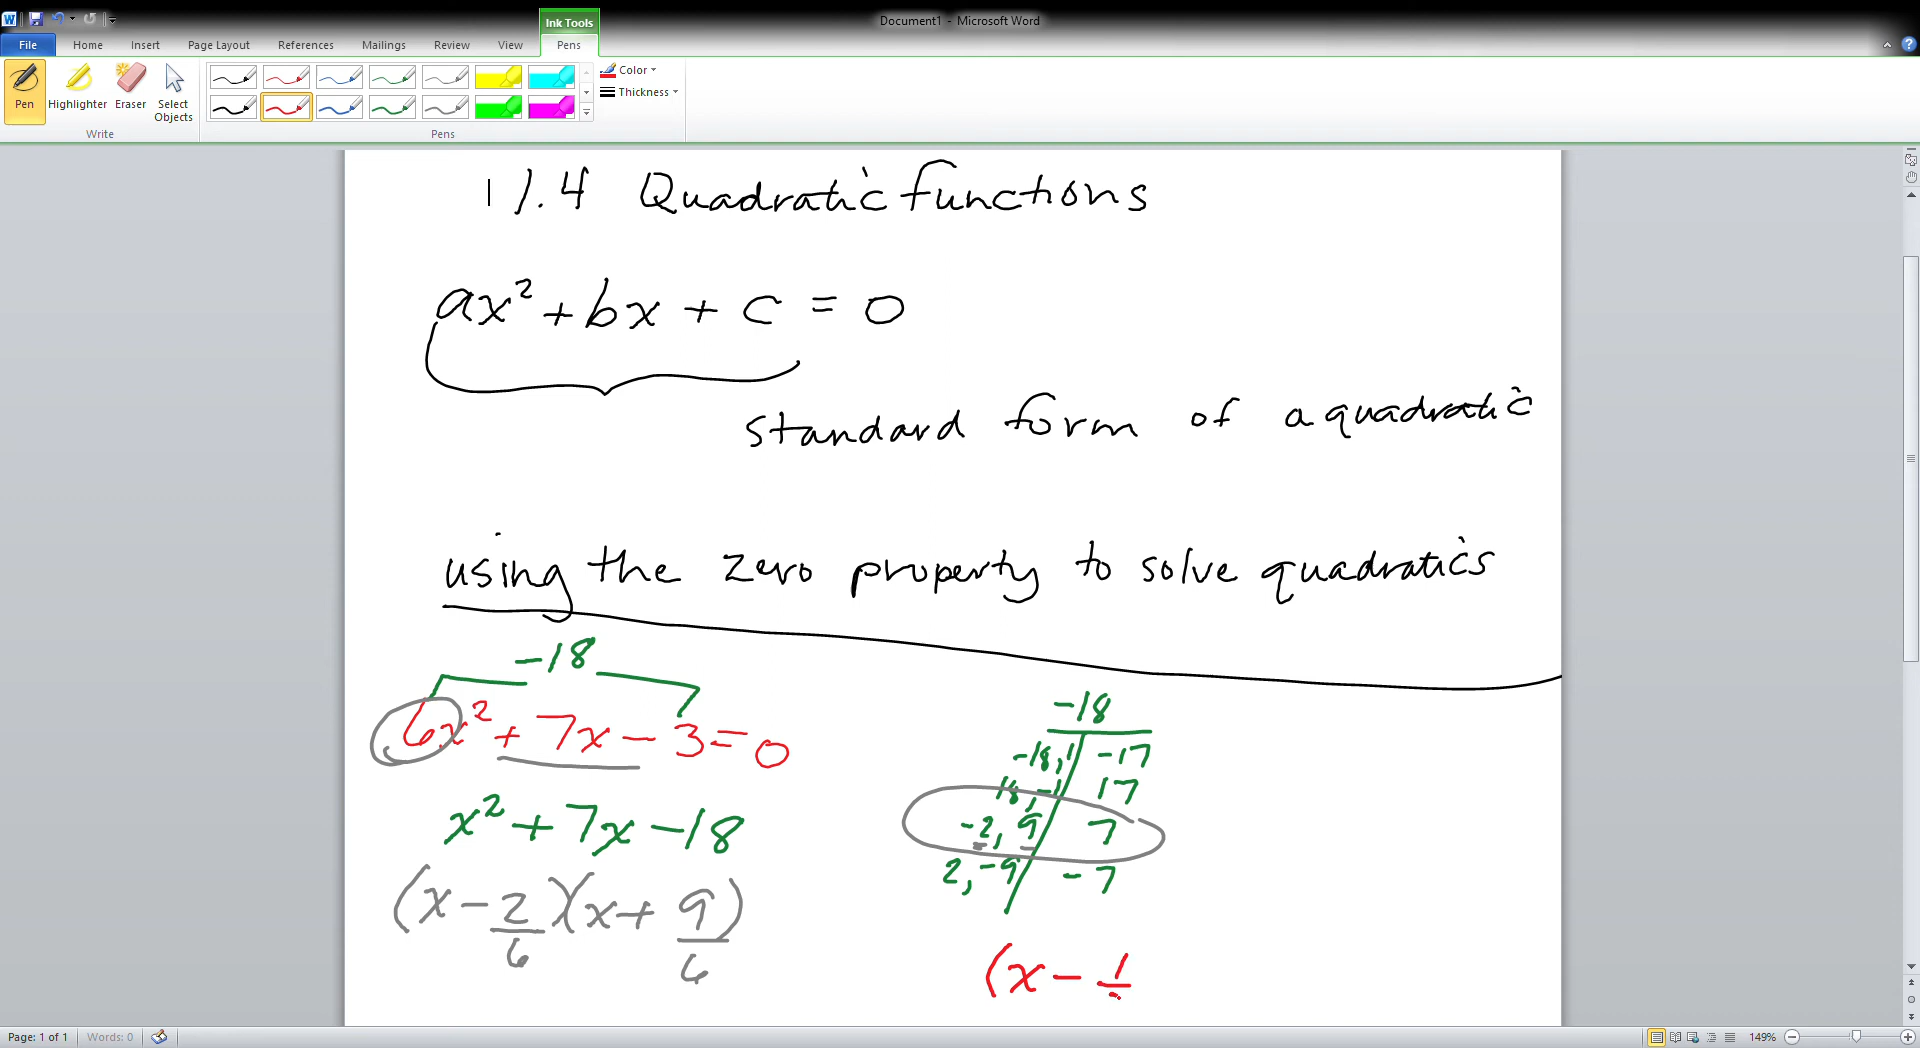 Document1 - Microsoft Word
Ink Tools
File Home Insert Page Layout References Mailings Review View Pens
Pen Highlighter Eraser Select Objects
Color
Thickness
Write Pens
11.4 Quadratic functions
ax² + bx + c = 0
standard form of a quadratic
using the zero property to solve quadratics
-18
6x² + 7x - 3 = 0
x² + 7x - 18
(x - 2/6)(x + 9/6)
-18
-18, 1 | -17
18, -1 | 17
-2, 9 | 7
2, -9 | -7
(x - 1/
Page: 1 of 1 Words: 0 149%